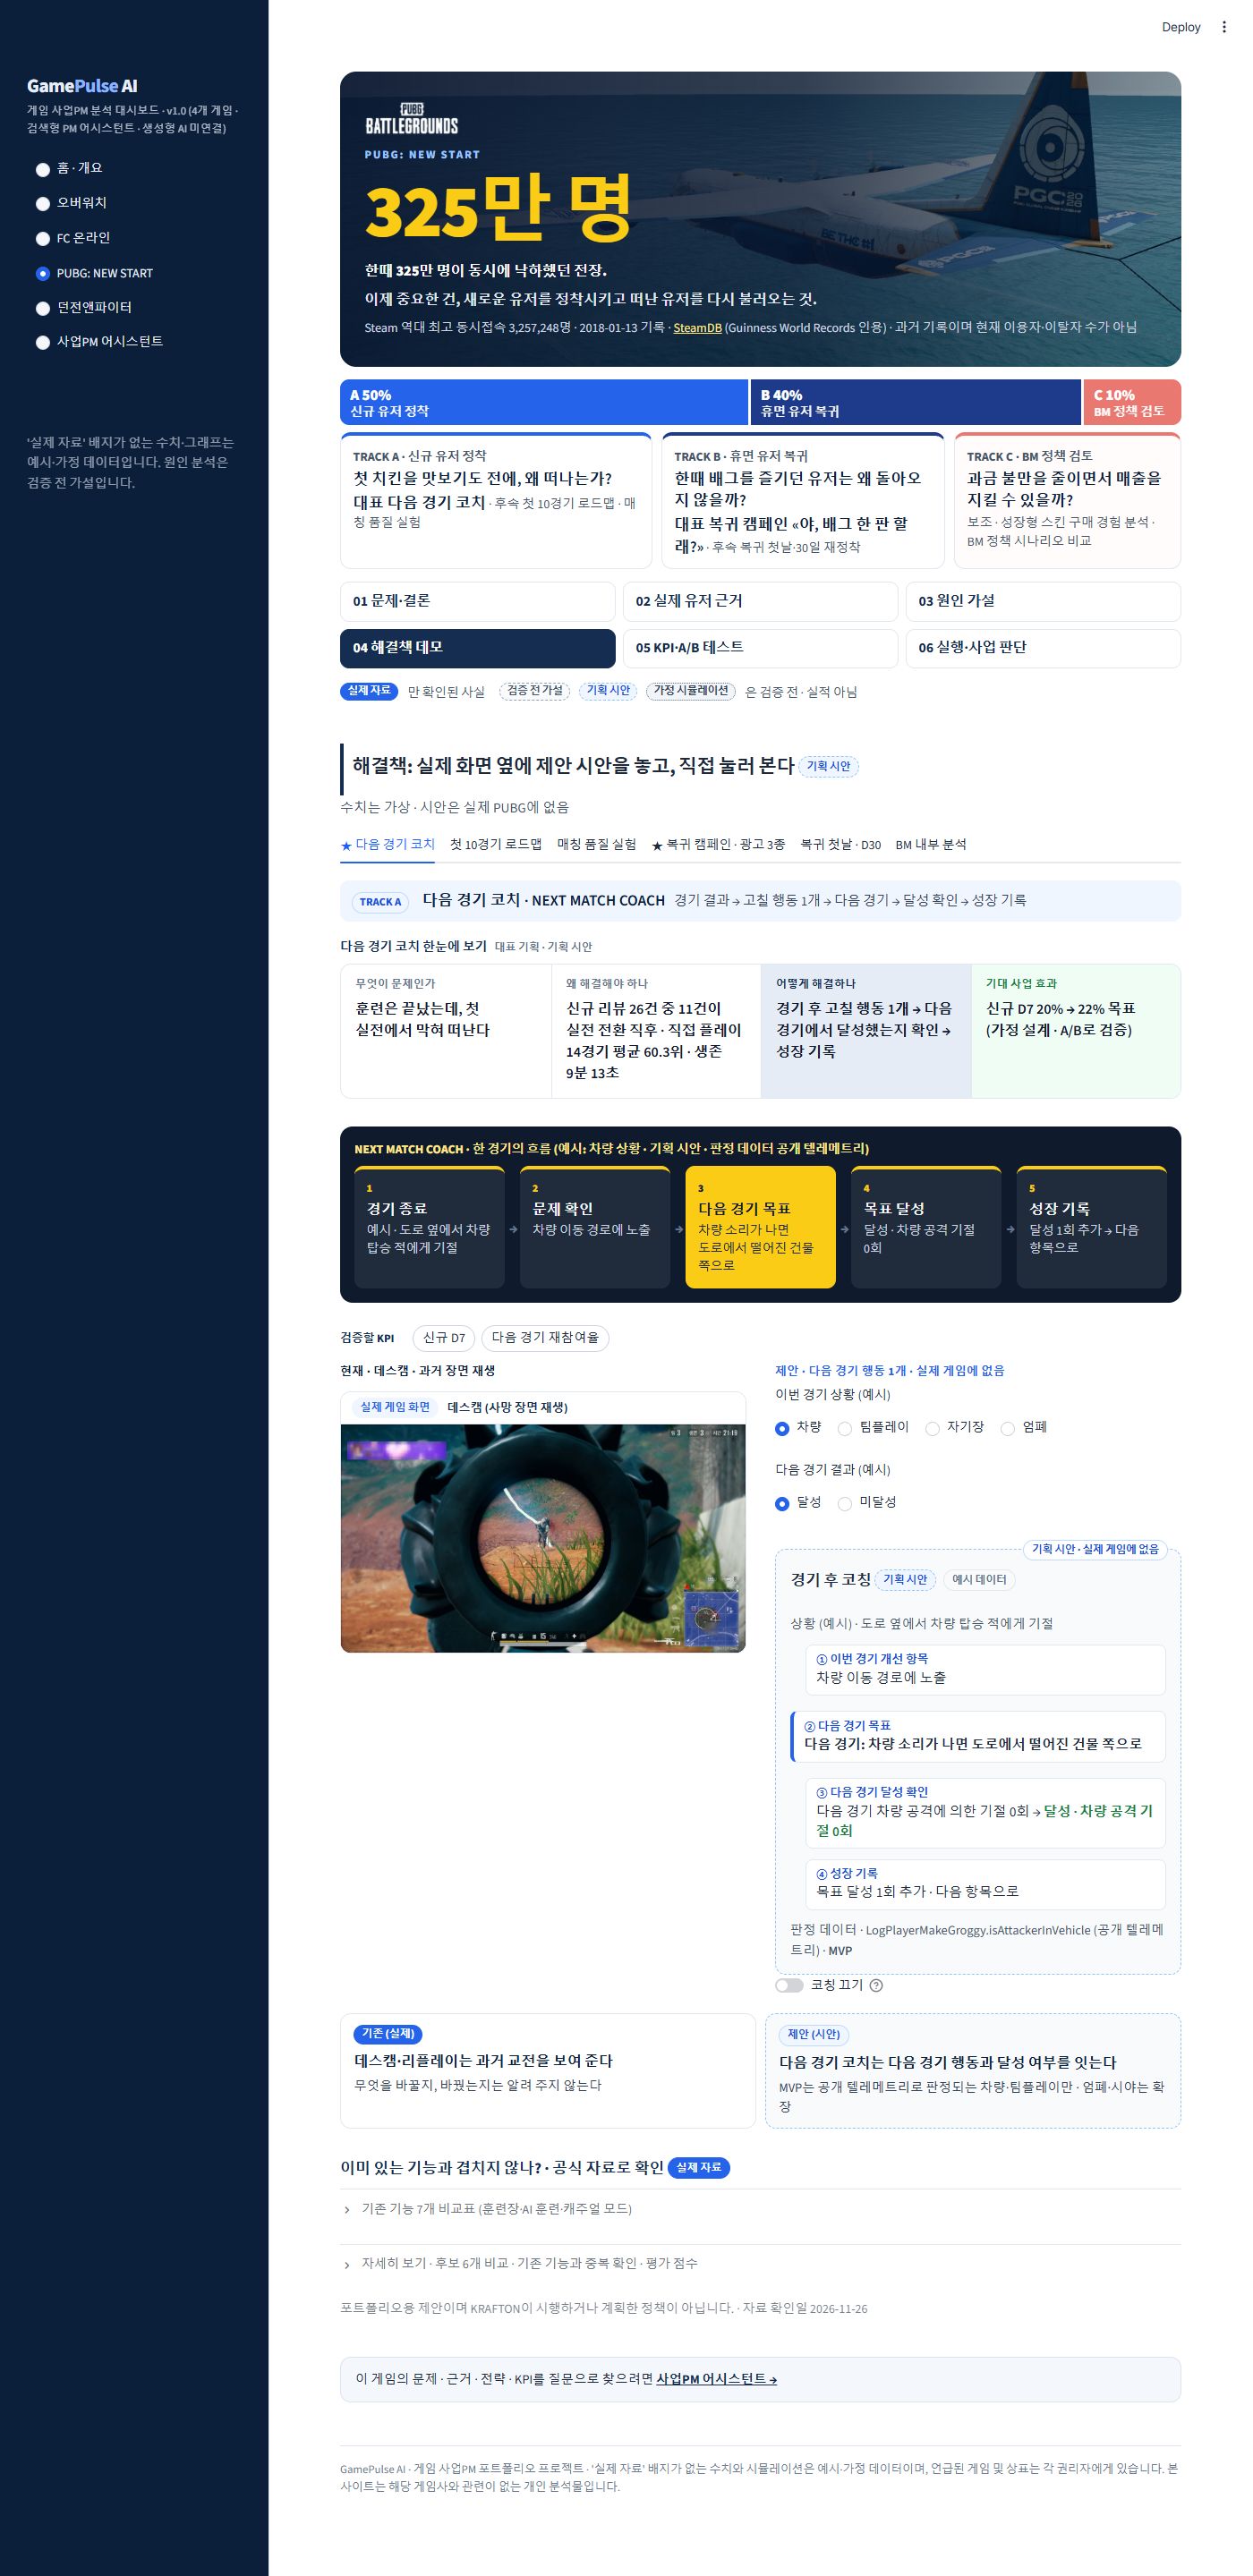 Deploy
GamePulse AI
게임 사업PM 분석 대시보드 · v1.0 (4개 게임 ·
검색형 PM 어시스턴트 · 생성형 AI 미연결)
홈 · 개요
오버워치
FC 온라인
PUBG: NEW START
던전앤파이터
사업PM 어시스턴트
'실제 자료' 배지가 없는 수치·그래프는
예시·가정 데이터입니다. 원인 분석은
검증 전 가설입니다.
PUBG
BATTLEGROUNDS
PUBG: NEW START
325만 명
한때 325만 명이 동시에 낙하했던 전장.
이제 중요한 건, 새로운 유저를 정착시키고 떠난 유저를 다시 불러오는 것.
Steam 역대 최고 동시접속 3,257,248명 · 2018-01-13 기록 · SteamDB (Guinness World Records 인용) · 과거 기록이며 현재 이용자·이탈자 수가 아님
BE THE #1
A 50%
신규 유저 정착
B 40%
휴면 유저 복귀
C 10%
BM 정책 검토
TRACK A · 신규 유저 정착
첫 치킨을 맛보기도 전에, 왜 떠나는가?
대표 다음 경기 코치 · 후속 첫 10경기 로드맵 · 매
칭 품질 실험
TRACK B · 휴면 유저 복귀
한때 배그를 즐기던 유저는 왜 돌아오
지 않을까?
대표 복귀 캠페인 «야, 배그 한 판 할
래?» · 후속 복귀 첫날·30일 재정착
TRACK C · BM 정책 검토
과금 불만을 줄이면서 매출을
지킬 수 있을까?
보조 · 성장형 스킨 구매 경험 분석 ·
BM 정책 시나리오 비교
01 문제·결론
02 실제 유저 근거
03 원인 가설
04 해결책 데모
05 KPI·A/B 테스트
06 실행·사업 판단
실제 자료 만 확인된 사실 검증 전 가설 기획 시안 가정 시뮬레이션 은 검증 전 · 실적 아님
해결책: 실제 화면 옆에 제안 시안을 놓고, 직접 눌러 본다 기획 시안
수치는 가상 · 시안은 실제 PUBG에 없음
★ 다음 경기 코치 첫 10경기 로드맵 매칭 품질 실험 ★ 복귀 캠페인 · 광고 3종 복귀 첫날 · D30 BM 내부 분석
TRACK A 다음 경기 코치 · NEXT MATCH COACH 경기 결과 → 고칠 행동 1개 → 다음 경기 → 달성 확인 → 성장 기록
다음 경기 코치 한눈에 보기 대표 기획 · 기획 시안
무엇이 문제인가
훈련은 끝났는데, 첫
실전에서 막혀 떠난다
왜 해결해야 하나
신규 리뷰 26건 중 11건이
실전 전환 직후 · 직접 플레이
14경기 평균 60.3위 · 생존
9분 13초
어떻게 해결하나
경기 후 고칠 행동 1개 → 다음
경기에서 달성했는지 확인 →
성장 기록
기대 사업 효과
신규 D7 20% → 22% 목표
(가정 설계 · A/B로 검증)
NEXT MATCH COACH · 한 경기의 흐름 (예시: 차량 상황 · 기획 시안 · 판정 데이터 공개 텔레메트리)
1
경기 종료
예시 · 도로 옆에서 차량
탑승 적에게 기절
→
2
문제 확인
차량 이동 경로에 노출
→
3
다음 경기 목표
차량 소리가 나면
도로에서 떨어진 건물
쪽으로
→
4
목표 달성
달성 · 차량 공격 기절
0회
→
5
성장 기록
달성 1회 추가 → 다음
항목으로
검증할 KPI 신규 D7 다음 경기 재참여율
현재 · 데스캠 · 과거 장면 재생
실제 게임 화면 데스캠 (사망 장면 재생)
제안 · 다음 경기 행동 1개 · 실제 게임에 없음
이번 경기 상황 (예시)
차량 팀플레이 자기장 엄폐
다음 경기 결과 (예시)
달성 미달성
기획 시안 · 실제 게임에 없음
경기 후 코칭 기획 시안 예시 데이터
상황 (예시) · 도로 옆에서 차량 탑승 적에게 기절
① 이번 경기 개선 항목
차량 이동 경로에 노출
② 다음 경기 목표
다음 경기: 차량 소리가 나면 도로에서 떨어진 건물 쪽으로
③ 다음 경기 달성 확인
다음 경기 차량 공격에 의한 기절 0회 → 달성 · 차량 공격 기
절 0회
④ 성장 기록
목표 달성 1회 추가 · 다음 항목으로
판정 데이터 · LogPlayerMakeGroggy.isAttackerInVehicle (공개 텔레메
트리) · MVP
코칭 끄기
기존 (실제)
데스캠·리플레이는 과거 교전을 보여 준다
무엇을 바꿀지, 바꿨는지는 알려 주지 않는다
제안 (시안)
다음 경기 코치는 다음 경기 행동과 달성 여부를 잇는다
MVP는 공개 텔레메트리로 판정되는 차량·팀플레이만 · 엄폐·시야는 확
장
이미 있는 기능과 겹치지 않나? · 공식 자료로 확인 실제 자료
기존 기능 7개 비교표 (훈련장·AI 훈련·캐주얼 모드)
자세히 보기 · 후보 6개 비교 · 기존 기능과 중복 확인 · 평가 점수
포트폴리오용 제안이며 KRAFTON이 시행하거나 계획한 정책이 아닙니다. · 자료 확인일 2026-11-26
이 게임의 문제 · 근거 · 전략 · KPI를 질문으로 찾으려면 사업PM 어시스턴트 →
GamePulse AI · 게임 사업PM 포트폴리오 프로젝트 · '실제 자료' 배지가 없는 수치와 시뮬레이션은 예시·가정 데이터이며, 언급된 게임 및 상표는 각 권리자에게 있습니다. 본
사이트는 해당 게임사와 관련이 없는 개인 분석물입니다.